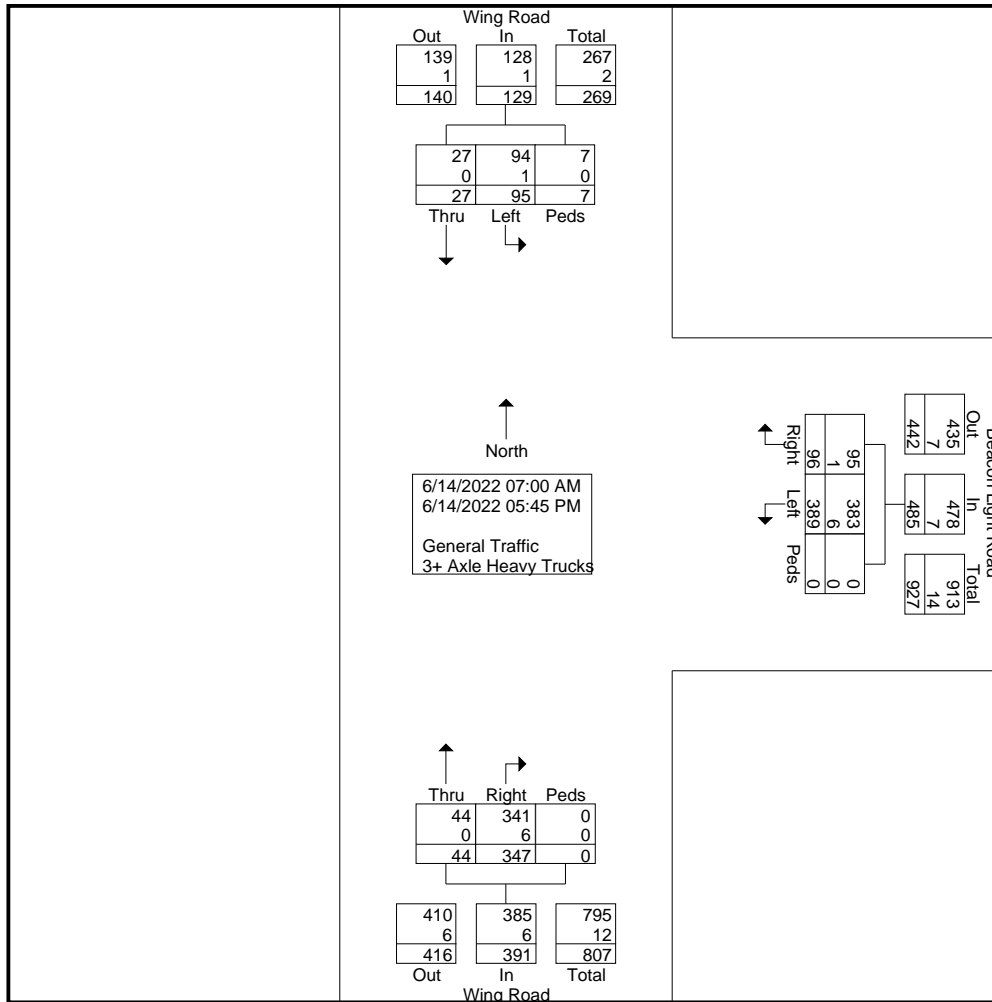 Wing Road
Out In Total
139 128 267
1 1 2
140 129 269
27 94 7
0 1 0
27 95 7
Thru Left Peds
North
6/14/2022 07:00 AM
6/14/2022 05:45 PM
General Traffic
3+ Axle Heavy Trucks
Beacon Light Road
Out In Total
435 478 913
7 7 14
442 485 927
95 383 0
1 6 0
96 389 0
Right Left Peds
Thru Right Peds
44 341 0
0 6 0
44 347 0
410 385 795
6 6 12
416 391 807
Out In Total
Wing Road